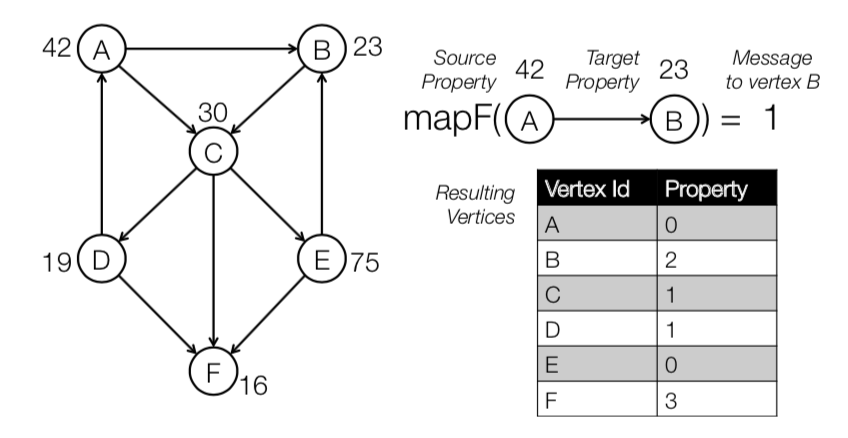 42 A B 23
30
C
19 D E 75
F 16
Source Property 42 Target Property 23 Message to vertex B
mapF( A B ) = 1
Resulting Vertices
Vertex Id Property
A 0
B 2
C 1
D 1
E 0
F 3